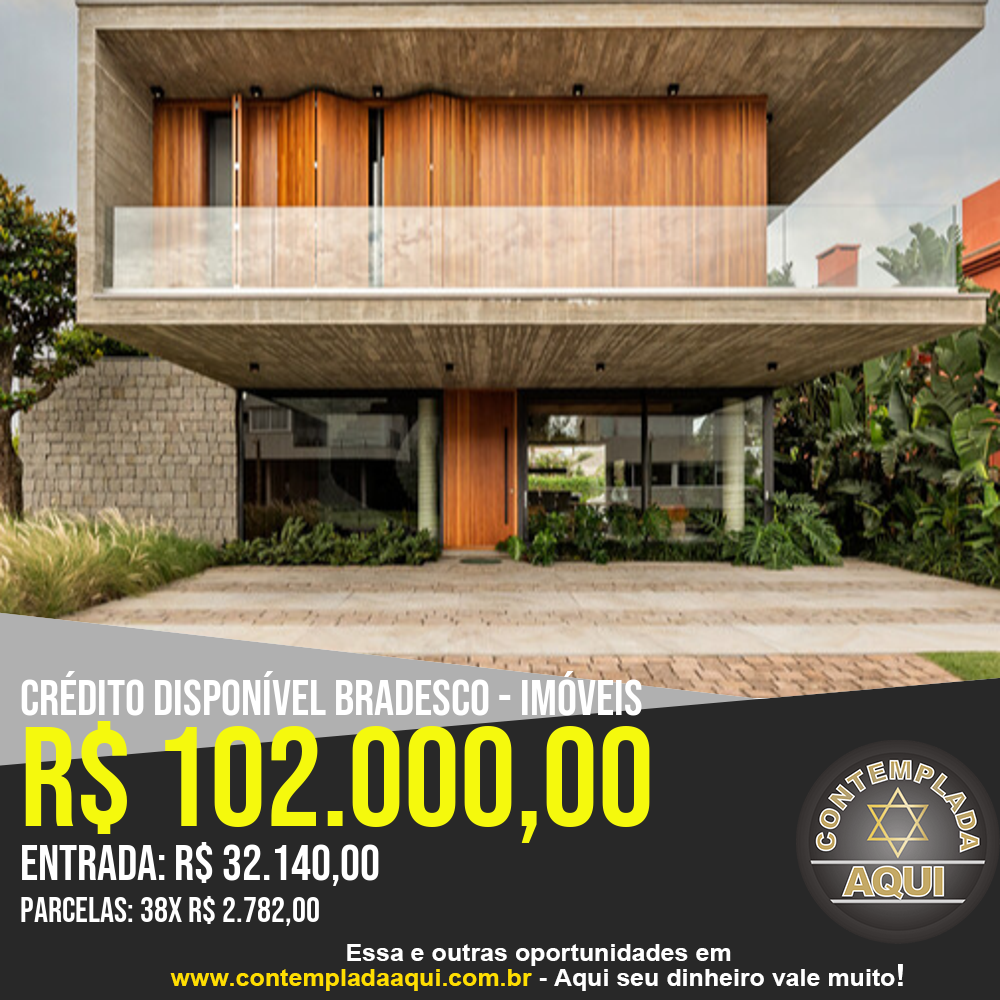 CRÉDITO DISPONÍVEL BRADESCO - IMÓVEIS
R$ 102.000,00
ENTRADA: R$ 32.140,00
PARCELAS: 38X R$ 2.782,00
CONTEMPLADA
AQUI
Essa e outras oportunidades em
www.contempladaaqui.com.br - Aqui seu dinheiro vale muito!